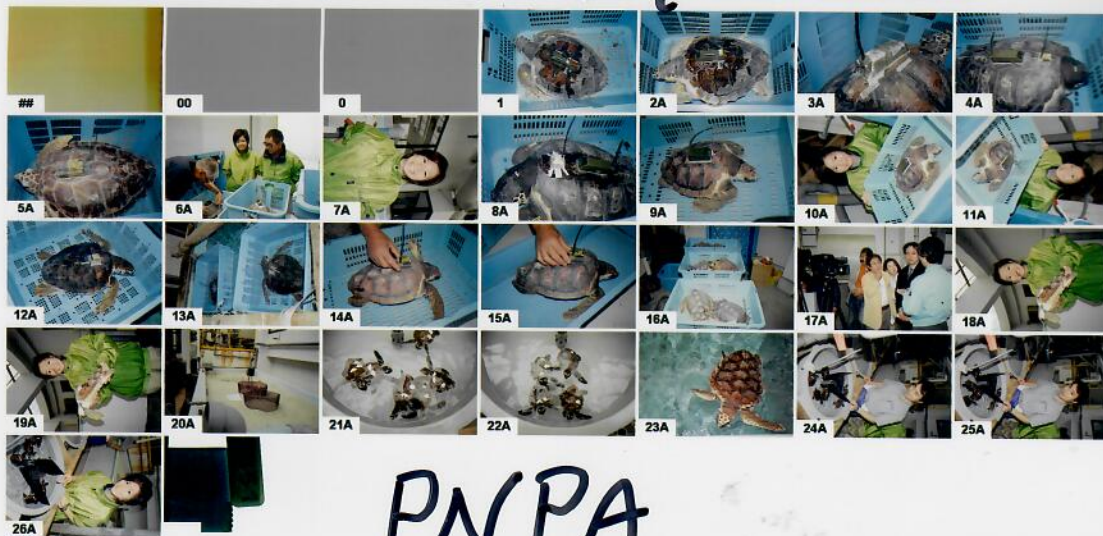 ## 00 0 1 2A 3A 4A
5A 6A 7A 8A 9A 10A 11A
12A 13A 14A 15A 16A 17A 18A
19A 20A 21A 22A 23A 24A 25A
26A
PNPA